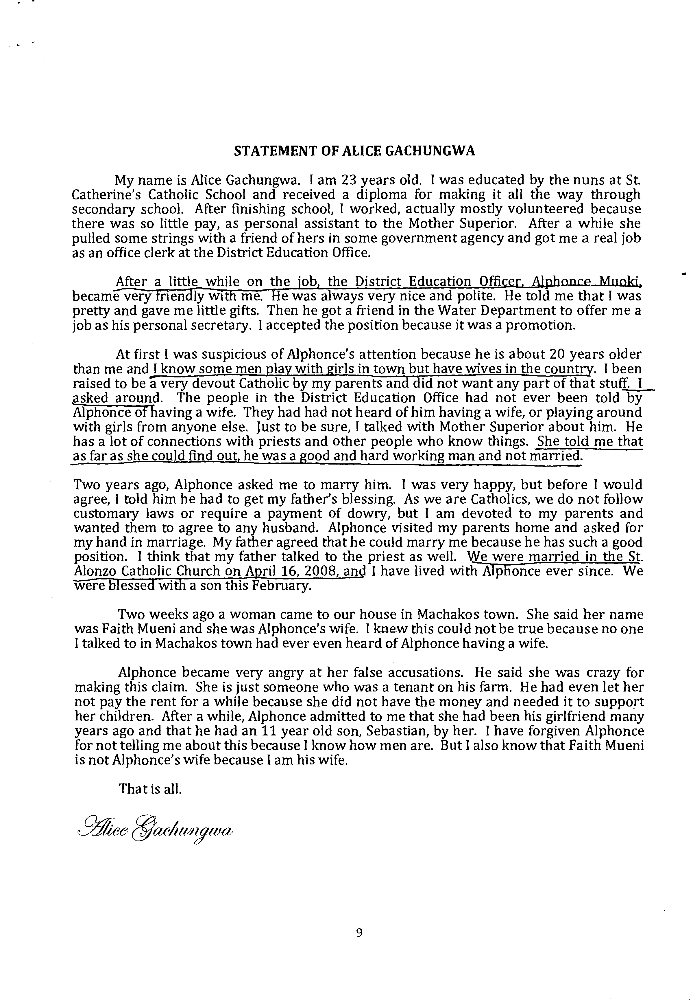 STATEMENT OF ALICE GACHUNGWA
My name is Alice Gachungwa. I am 23 years old. I was educated by the nuns at St.
Catherine's Catholic School and received a diploma for making it all the way through
secondary school. After finishing school, I worked, actually mostly volunteered because
there was so little pay, as personal assistant to the Mother Superior. After a while she
pulled some strings with a friend of hers in some government agency and got me a real job
as an office clerk at the District Education Office.
After a little while on the job, the District Education Officer, Alphonce Muoki,
became very friendly with me. He was always very nice and polite. He told me that I was
pretty and gave me little gifts. Then he got a friend in the Water Department to offer me a
job as his personal secretary. I accepted the position because it was a promotion.
At first I was suspicious of Alphonce's attention because he is about 20 years older
than me and I know some men play with girls in town but have wives in the country. I been
raised to be a very devout Catholic by my parents and did not want any part of that stuff. I
asked around. The people in the District Education Office had not ever been told by
Alphonce of having a wife. They had had not heard of him having a wife, or playing around
with girls from anyone else. Just to be sure, I talked with Mother Superior about him. He
has a lot of connections with priests and other people who know things. She told me that
as far as she could find out, he was a good and hard working man and not married.
Two years ago, Alphonce asked me to marry him. I was very happy, but before I would
agree, I told him he had to get my father's blessing. As we are Catholics, we do not follow
customary laws or require a payment of dowry, but I am devoted to my parents and
wanted them to agree to any husband. Alphonce visited my parents home and asked for
my hand in marriage. My father agreed that he could marry me because he has such a good
position. I think that my father talked to the priest as well. We were married in the St.
Alonzo Catholic Church on April 16, 2008, and I have lived with Alphonce ever since. We
were blessed with a son this February.
Two weeks ago a woman came to our house in Machakos town. She said her name
was Faith Mueni and she was Alphonce's wife. I knew this could not be true because no one
I talked to in Machakos town had ever even heard of Alphonce having a wife.
Alphonce became very angry at her false accusations. He said she was crazy for
making this claim. She is just someone who was a tenant on his farm. He had even let her
not pay the rent for a while because she did not have the money and needed it to support
her children. After a while, Alphonce admitted to me that she had been his girlfriend many
years ago and that he had an 11 year old son, Sebastian, by her. I have forgiven Alphonce
for not telling me about this because I know how men are. But I also know that Faith Mueni
is not Alphonce's wife because I am his wife.
That is all.
Alice Gachungwa
9